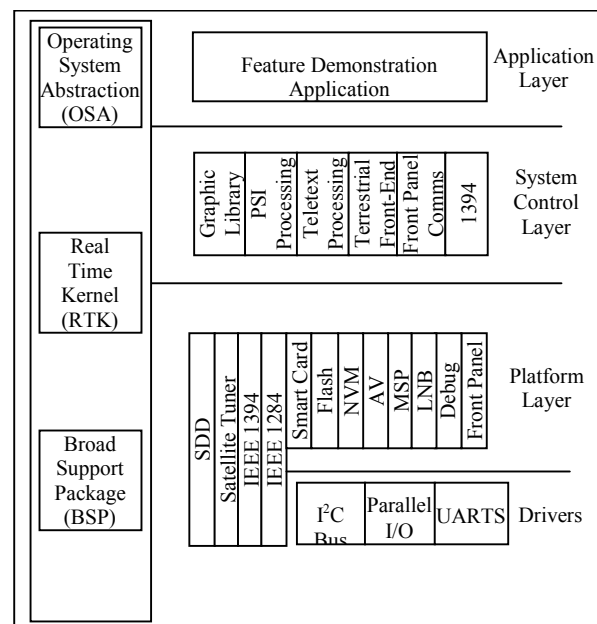 Operating
System
Abstraction
(OSA)
Feature Demonstration
Application
Application
Layer
Graphic
Library
PSI
Processing
Teletext
Processing
Terrestrial
Front-End
Front Panel
Comms
1394
System
Control
Layer
Real
Time
Kernel
(RTK)
SDD
Satellite Tuner
IEEE 1394
IEEE 1284
Smart Card
Flash
NVM
AV
MSP
LNB
Debug
Front Panel
Platform
Layer
Broad
Support
Package
(BSP)
I²C
Bus
Parallel
I/O
UARTS
Drivers